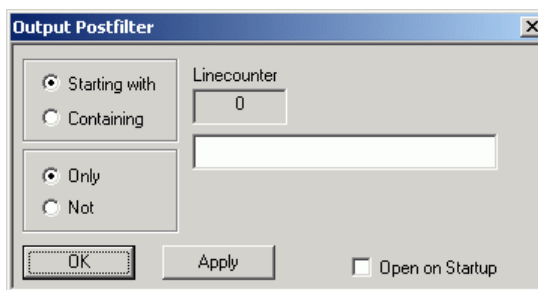 Output Postfilter
Starting with
Containing
Linecounter
0
Only
Not
OK
Apply
Open on Startup